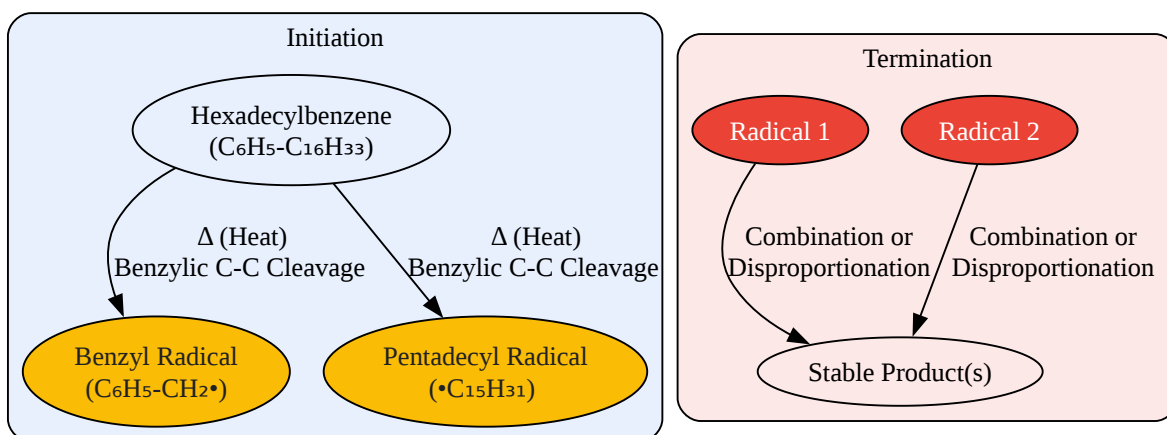 Initiation
Hexadecylbenzene
(C₆H₅-C₁₆H₃₃)
Δ (Heat)
Benzylic C-C Cleavage
Δ (Heat)
Benzylic C-C Cleavage
Benzyl Radical
(C₆H₅-CH₂•)
Pentadecyl Radical
(•C₁₅H₃₁)
Termination
Radical 1
Radical 2
Combination or
Disproportionation
Combination or
Disproportionation
Stable Product(s)